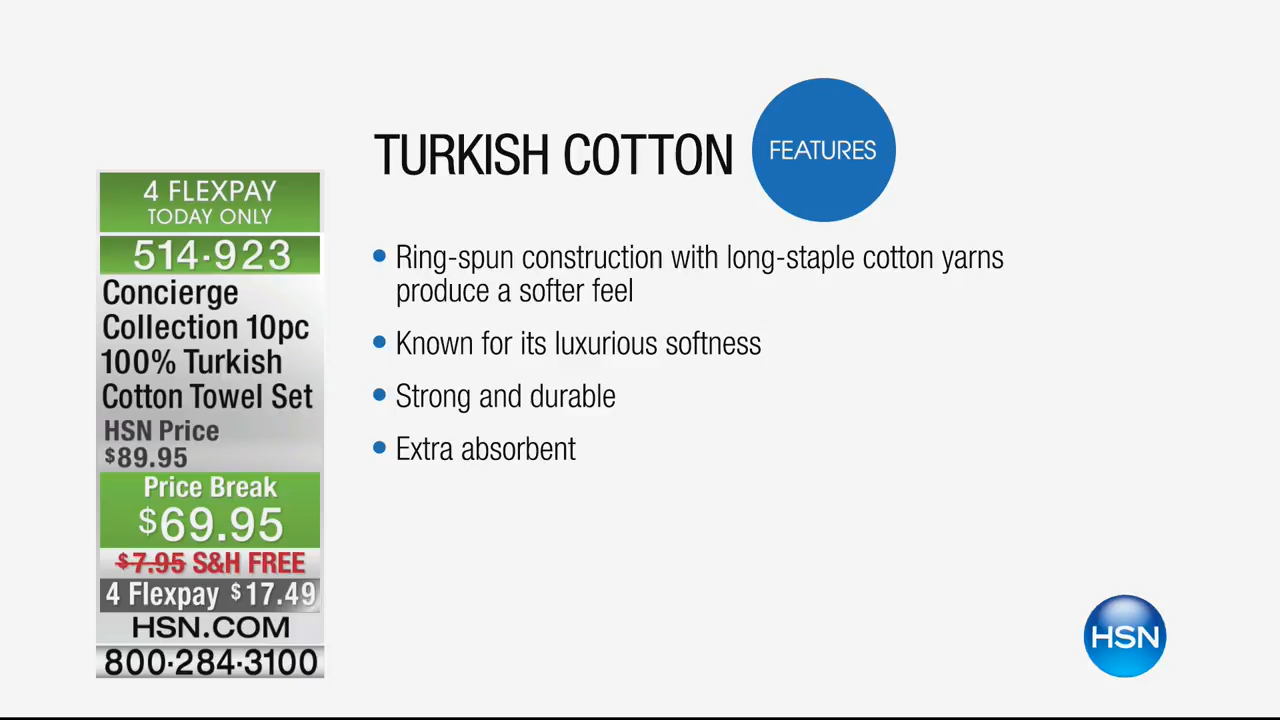 TURKISH COTTON
FEATURES
• Ring-spun construction with long-staple cotton yarns
produce a softer feel
• Known for its luxurious softness
• Strong and durable
• Extra absorbent
4 FLEXPAY
TODAY ONLY
514·923
Concierge
Collection 10pc
100% Turkish
Cotton Towel Set
HSN Price
$89.95
Price Break
$69.95
$7.95 S&H FREE
4 Flexpay $17.49
HSN.COM
800·284·3100
HSN